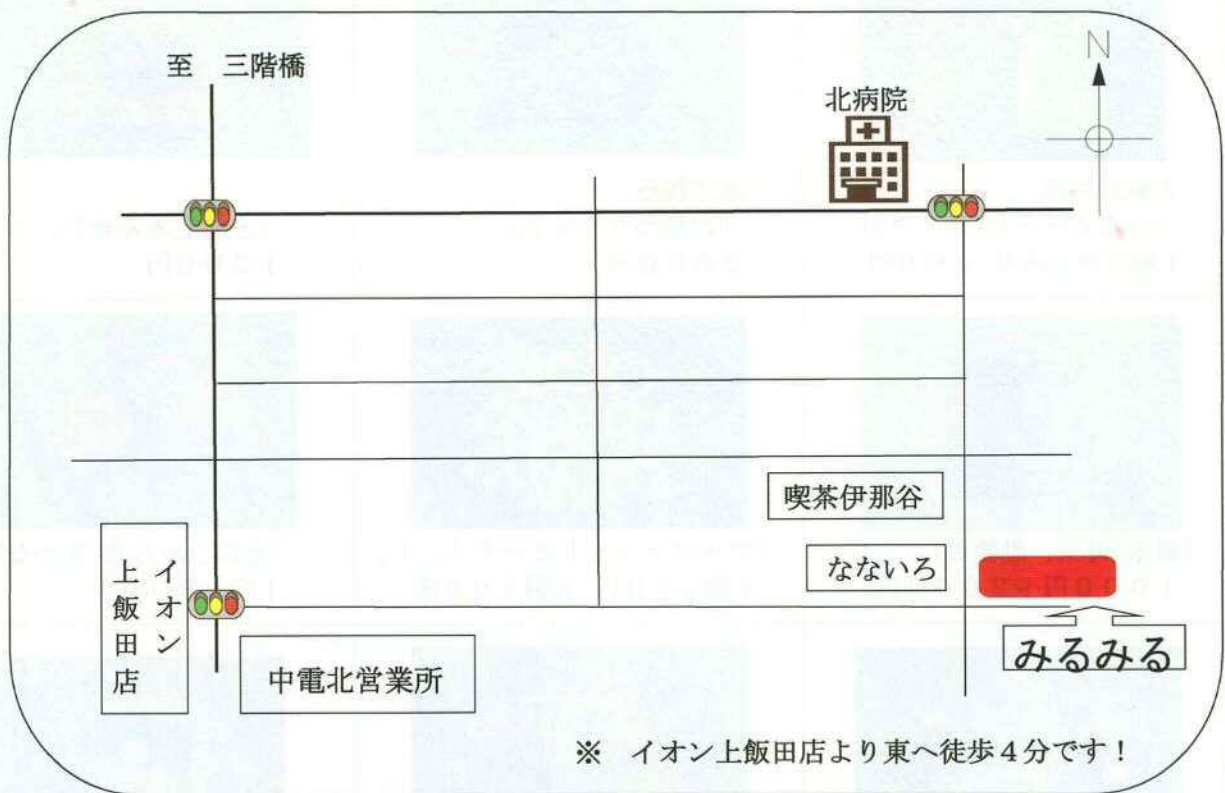 至 三階橋
N
北病院
喫茶伊那谷
なないろ
イオン
上飯田店
中電北営業所
みるみる
※ イオン上飯田店より東へ徒歩４分です！